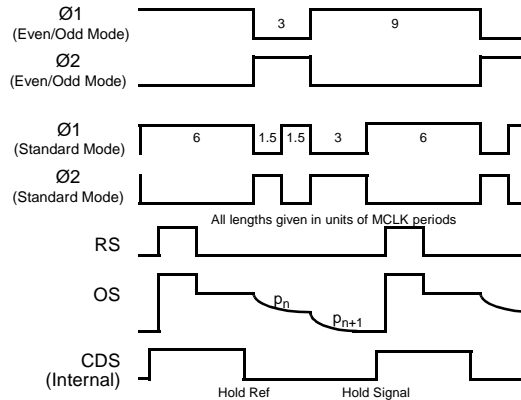 Ø1
(Even/Odd Mode)
3
9
Ø2
(Even/Odd Mode)
Ø1
(Standard Mode)
6
1.5
1.5
3
6
Ø2
(Standard Mode)
All lengths given in units of MCLK periods
RS
OS
pn
pn+1
CDS
(Internal)
Hold Ref
Hold Signal